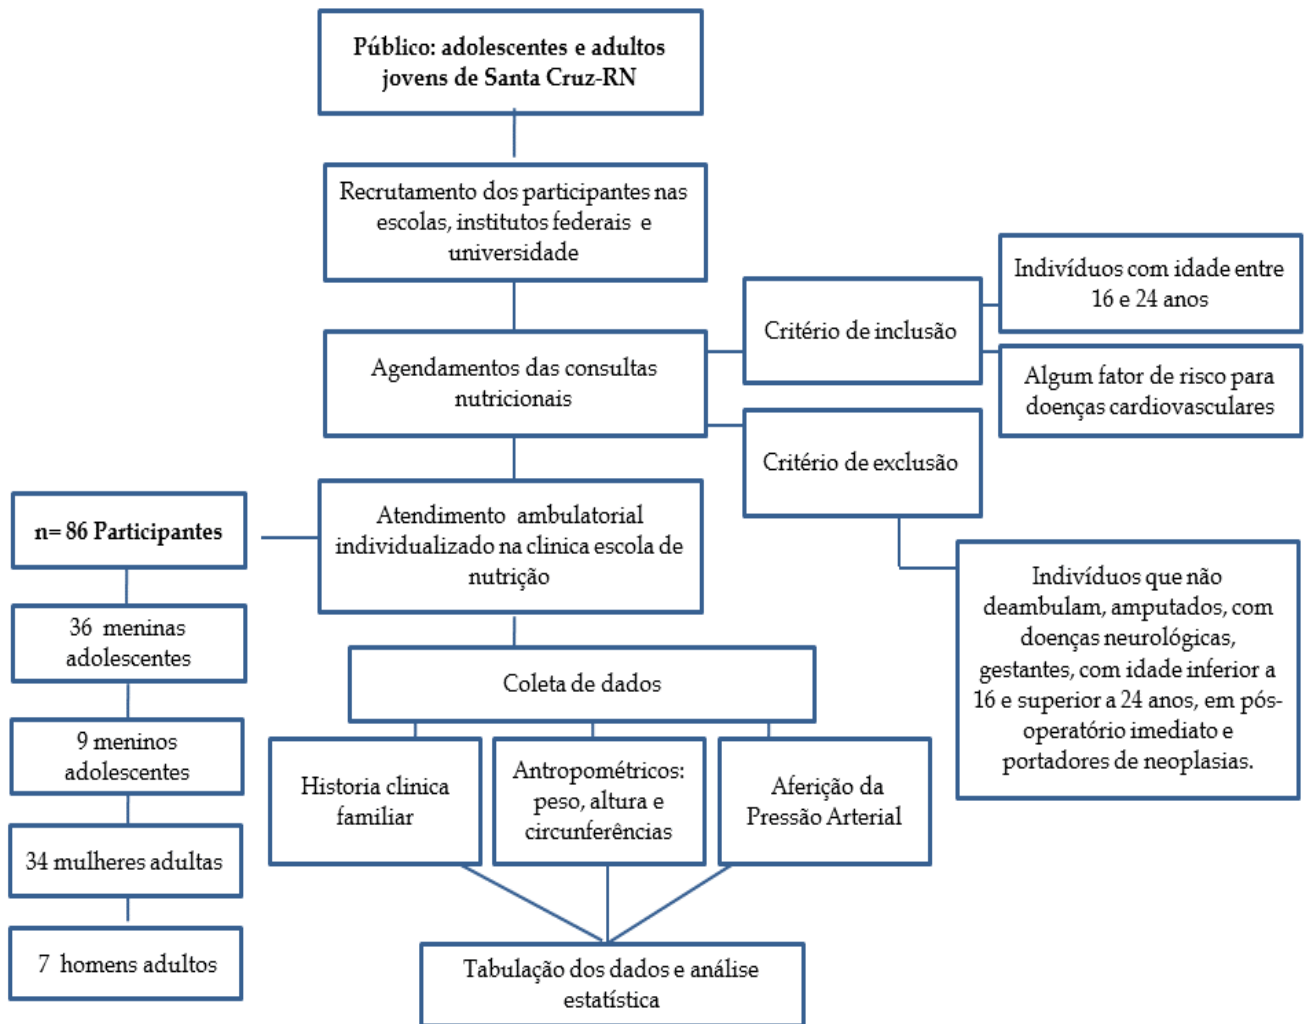 Público: adolescentes e adultos
jovens de Santa Cruz-RN
Recrutamento dos participantes nas
escolas, institutos federais e
universidade
Agendamentos das consultas
nutricionais
Critério de inclusão
Indivíduos com idade entre
16 e 24 anos
Algum fator de risco para
doenças cardiovasculares
Critério de exclusão
Indivíduos que não
deambulam, amputados, com
doenças neurológicas,
gestantes, com idade inferior a
16 e superior a 24 anos, em pós-
operatório imediato e
portadores de neoplasias.
Atendimento ambulatorial
individualizado na clinica escola de
nutrição
n= 86 Participantes
36 meninas
adolescentes
9 meninos
adolescentes
34 mulheres adultas
7 homens adultos
Coleta de dados
Historia clinica
familiar
Antropométricos:
peso, altura e
circunferências
Aferição da
Pressão Arterial
Tabulação dos dados e análise
estatística